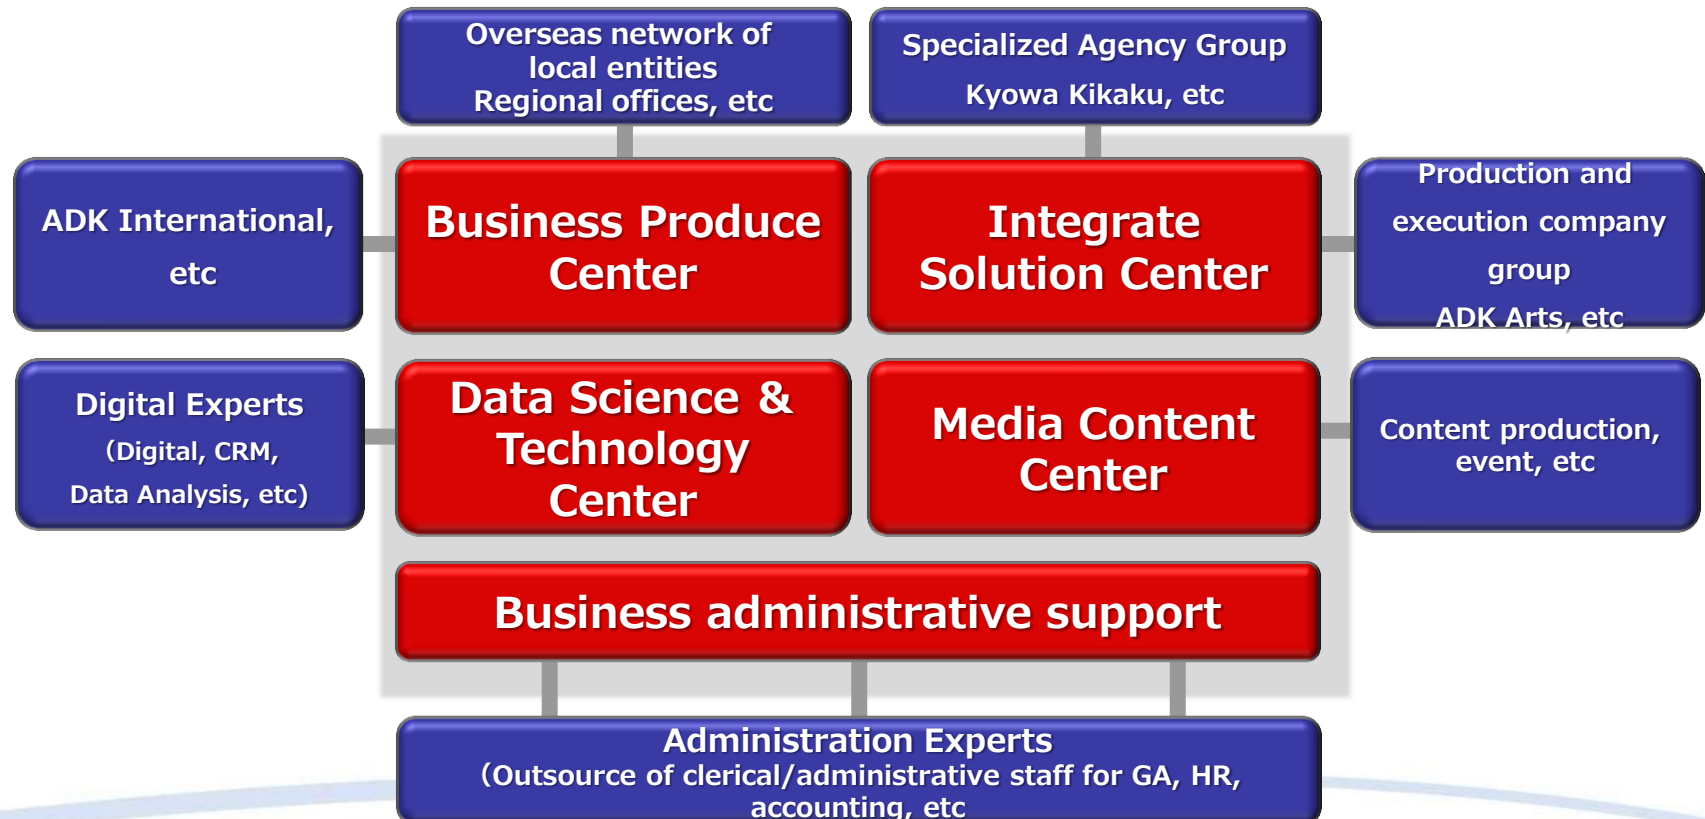 Overseas network of
local entities
Regional offices, etc
Specialized Agency Group
Kyowa Kikaku, etc
ADK International,
etc
Business Produce
Center
Integrate
Solution Center
Production and
execution company
group
ADK Arts, etc
Digital Experts
(Digital, CRM,
Data Analysis, etc)
Data Science &
Technology
Center
Media Content
Center
Content production,
event, etc
Business administrative support
Administration Experts
(Outsource of clerical/administrative staff for GA, HR,
accounting, etc